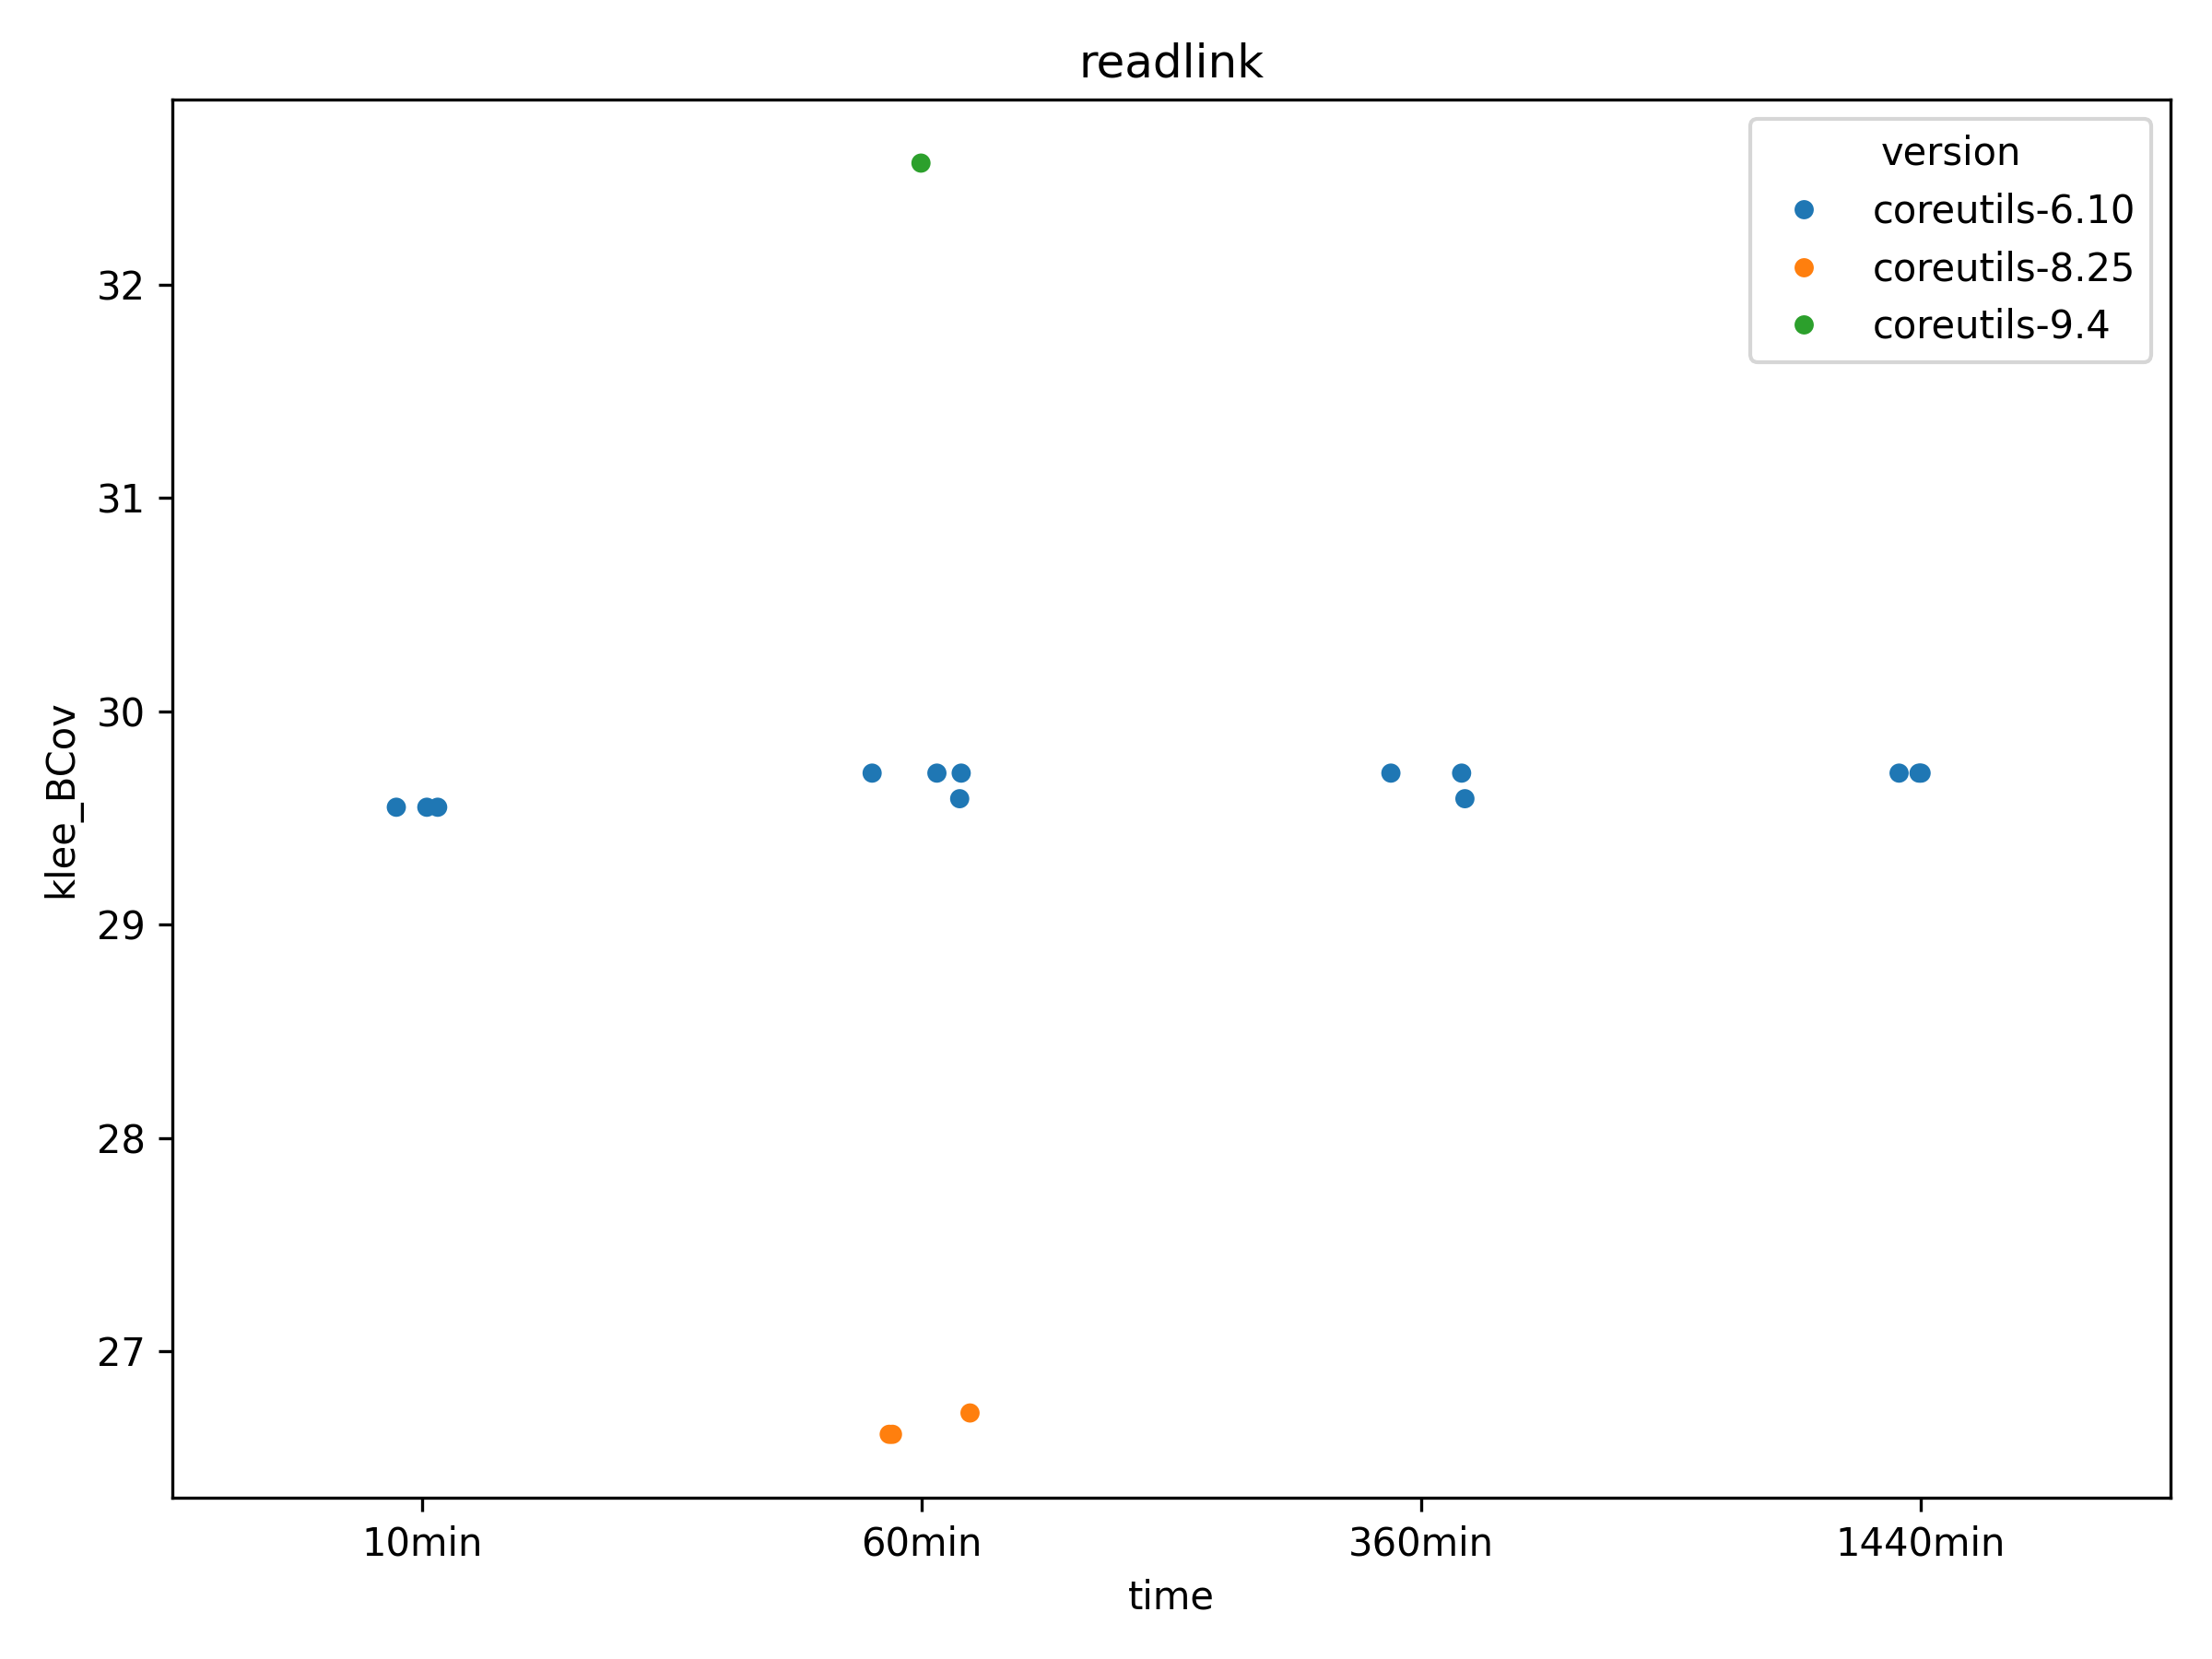 readlink
version
coreutils-6.10
coreutils-8.25
coreutils-9.4
32
31
30
29
28
27
klee_BCov
10min 60min 360min 1440min
time